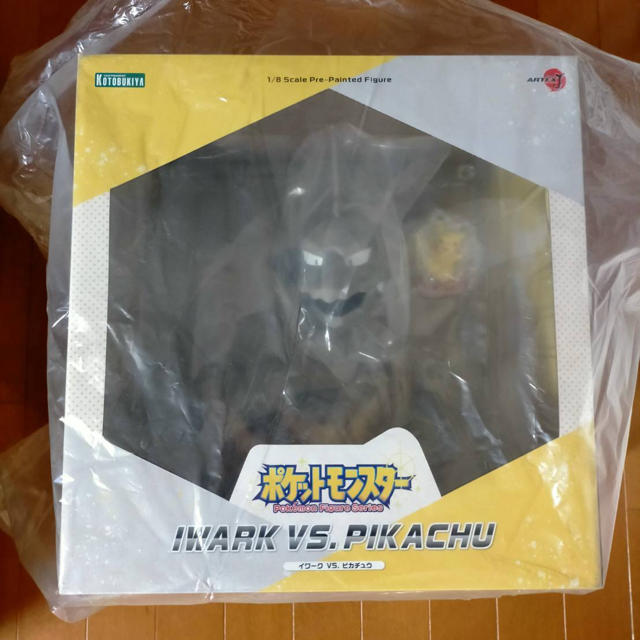 KOTOBUKIYA
1/8 Scale Pre-Painted Figure
ARTFX J
ポケットモンスター
Pokémon Figure Series
IWARK VS. PIKACHU
イワーク VS. ピカチュウ